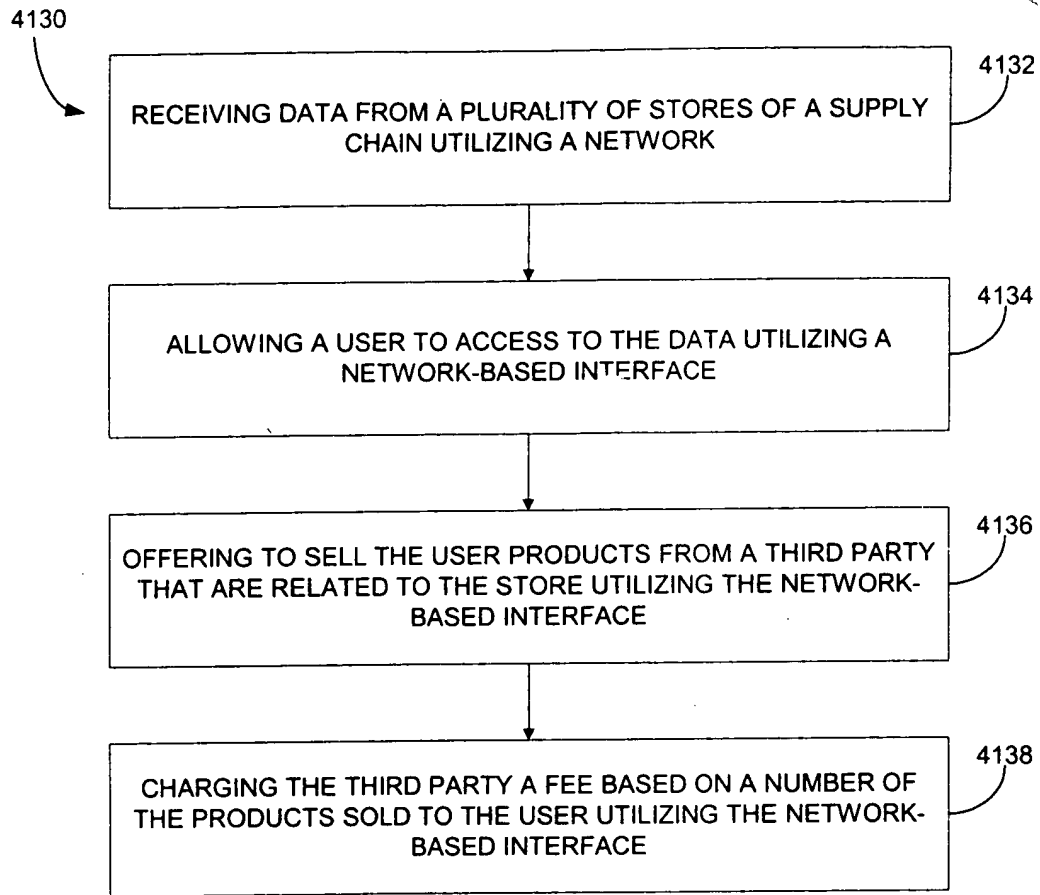 4130
4132
RECEIVING DATA FROM A PLURALITY OF STORES OF A SUPPLY
CHAIN UTILIZING A NETWORK
4134
ALLOWING A USER TO ACCESS TO THE DATA UTILIZING A
NETWORK-BASED INTERFACE
4136
OFFERING TO SELL THE USER PRODUCTS FROM A THIRD PARTY
THAT ARE RELATED TO THE STORE UTILIZING THE NETWORK-
BASED INTERFACE
4138
CHARGING THE THIRD PARTY A FEE BASED ON A NUMBER OF
THE PRODUCTS SOLD TO THE USER UTILIZING THE NETWORK-
BASED INTERFACE